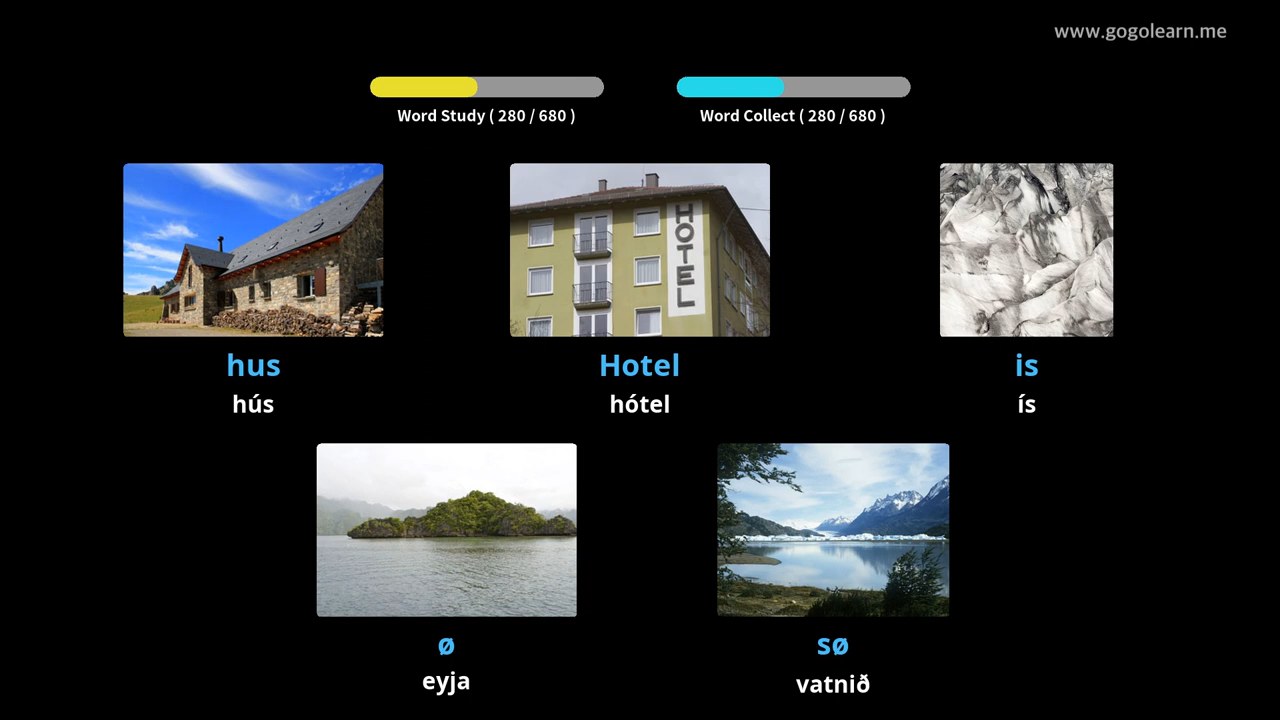 www.gogolearn.me
Word Study ( 280 / 680 )
Word Collect ( 280 / 680 )
HOTEL
hus
hús
Hotel
hótel
is
ís
ø
eyja
sø
vatnið